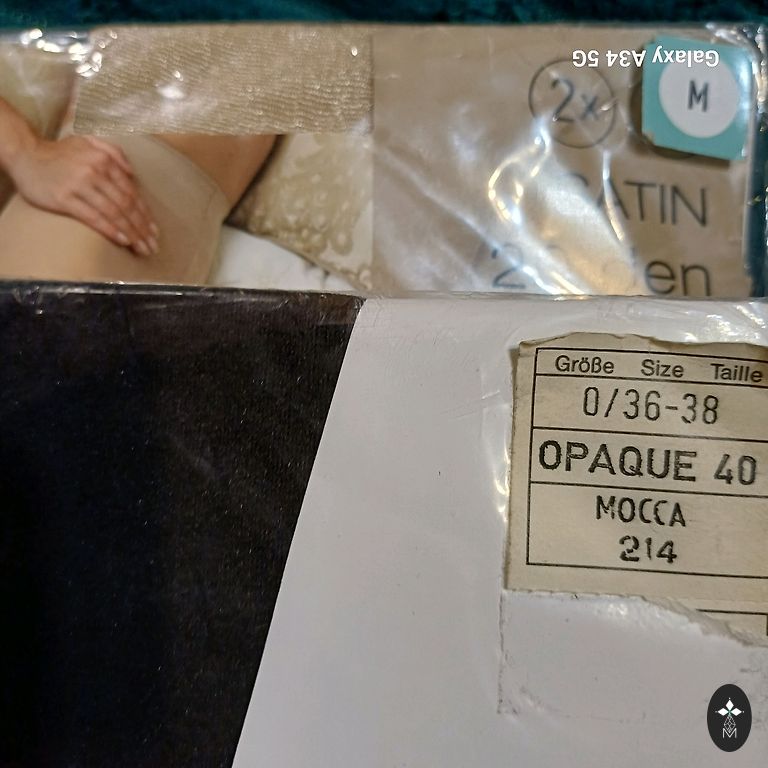 Galaxy A34 5G
2x
M
SATIN
Größe Size Taille
0/36-38
OPAQUE 40
MOCCA
214
M